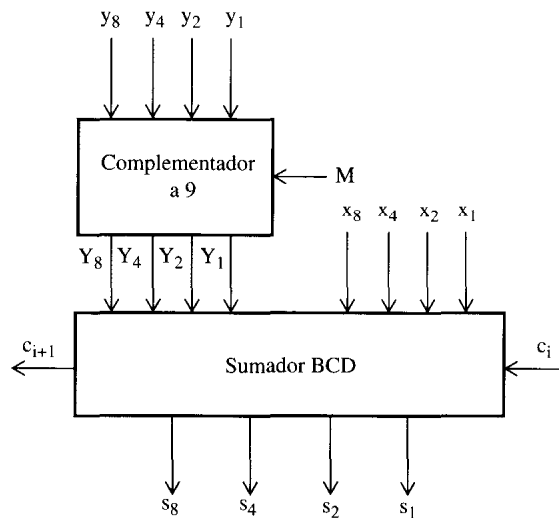 y8 y4 y2 y1
Complementador
a 9
M
x8 x4 x2 x1
Y8 Y4 Y2 Y1
ci+1
Sumador BCD
ci
s8 s4 s2 s1